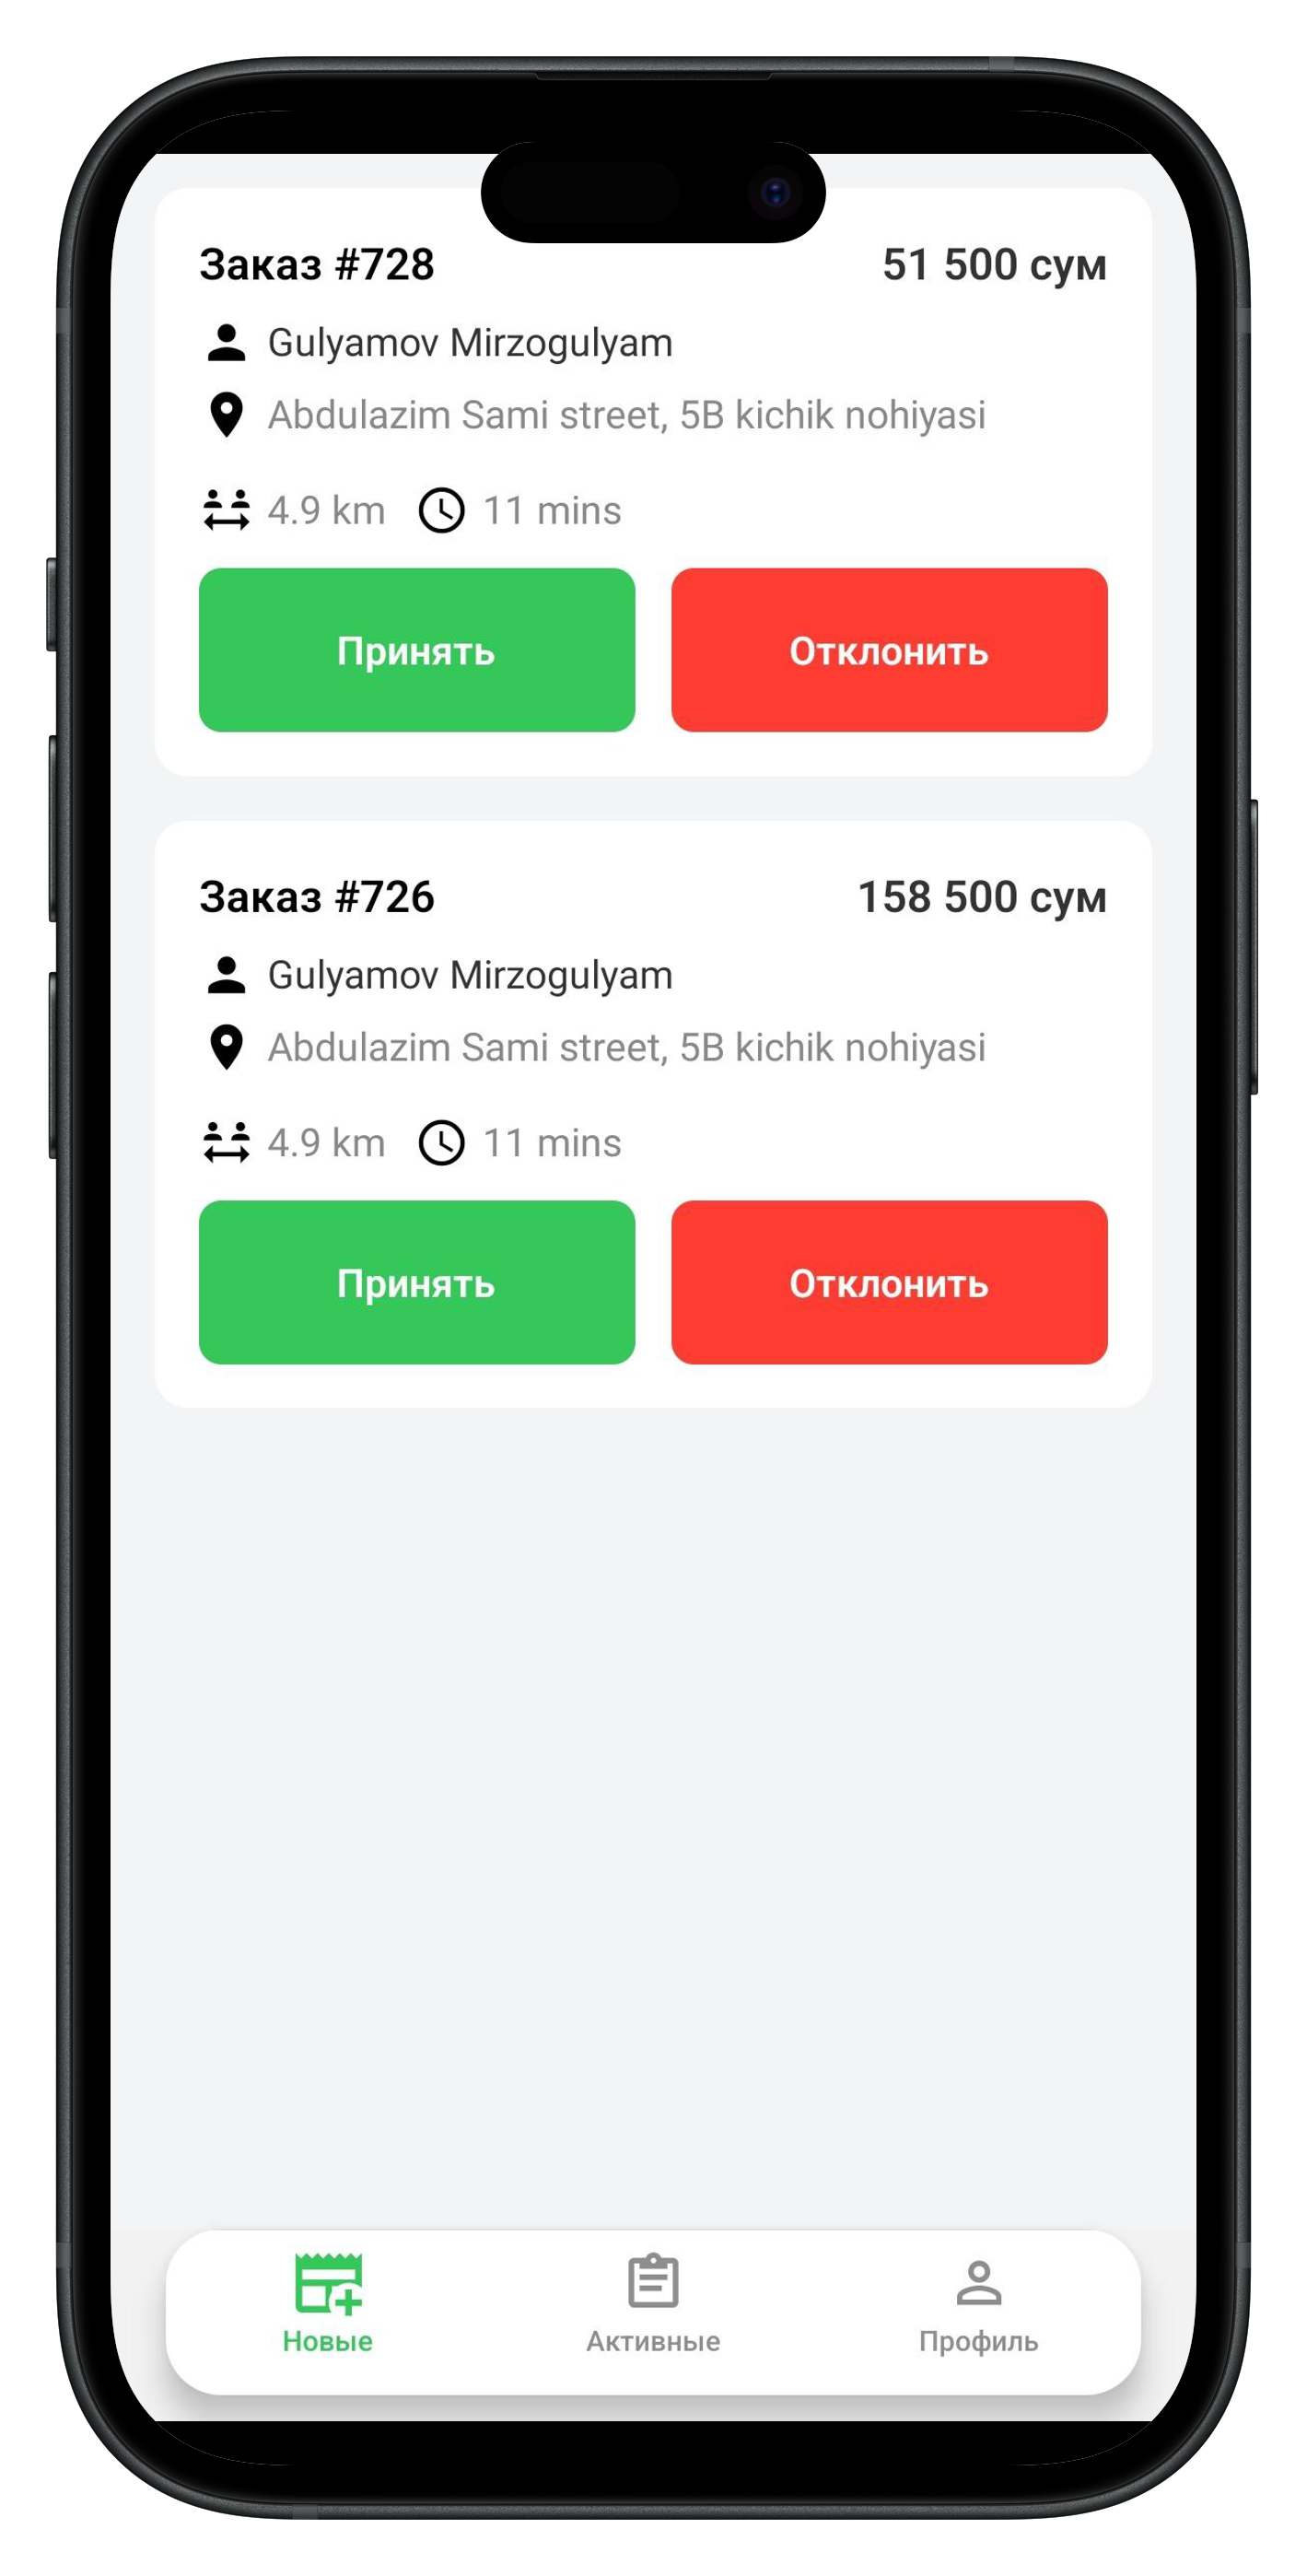 Заказ #728 51 500 сум
Gulyamov Mirzogulyam
Abdulazim Sami street, 5B kichik nohiyasi
4.9 km 11 mins
Принять Отклонить
Заказ #726 158 500 сум
Gulyamov Mirzogulyam
Abdulazim Sami street, 5B kichik nohiyasi
4.9 km 11 mins
Принять Отклонить
Новые Активные Профиль